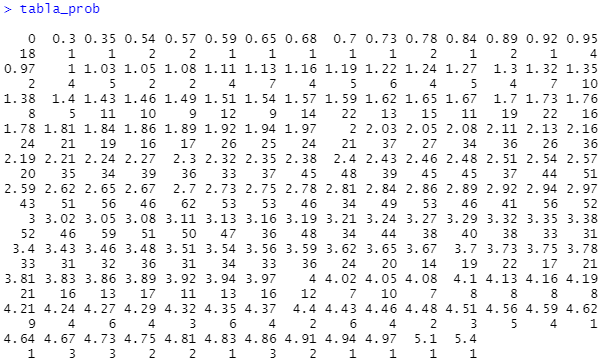 > tabla_prob
0 0.3 0.35 0.54 0.57 0.59 0.65 0.68 0.7 0.73 0.78 0.84 0.89 0.92 0.95
18 1 1 2 2 1 1 1 1 1 2 1 2 1 4
0.97 1 1.03 1.05 1.08 1.11 1.13 1.16 1.19 1.22 1.24 1.27 1.3 1.32 1.35
2 4 5 2 2 4 7 4 5 6 4 5 4 7 10
1.38 1.4 1.43 1.46 1.49 1.51 1.54 1.57 1.59 1.62 1.65 1.67 1.7 1.73 1.76
8 5 11 10 9 12 9 14 22 13 15 11 19 22 16
1.78 1.81 1.84 1.86 1.89 1.92 1.94 1.97 2 2.03 2.05 2.08 2.11 2.13 2.16
24 21 19 16 17 26 25 24 21 37 27 34 36 26 36
2.19 2.21 2.24 2.27 2.3 2.32 2.35 2.38 2.4 2.43 2.46 2.48 2.51 2.54 2.57
20 35 34 39 36 33 37 45 48 39 45 45 37 44 51
2.59 2.62 2.65 2.67 2.7 2.73 2.75 2.78 2.81 2.84 2.86 2.89 2.92 2.94 2.97
43 51 56 46 62 53 53 46 34 49 53 46 41 56 52
3 3.02 3.05 3.08 3.11 3.13 3.16 3.19 3.21 3.24 3.27 3.29 3.32 3.35 3.38
52 46 59 51 50 47 36 48 34 44 38 40 38 33 31
3.4 3.43 3.46 3.48 3.51 3.54 3.56 3.59 3.62 3.65 3.67 3.7 3.73 3.75 3.78
33 31 32 36 31 34 33 36 24 20 14 19 22 17 21
3.81 3.83 3.86 3.89 3.92 3.94 3.97 4 4.02 4.05 4.08 4.1 4.13 4.16 4.19
21 16 13 17 11 13 16 12 7 10 7 8 8 8 8
4.21 4.24 4.27 4.29 4.32 4.35 4.37 4.4 4.43 4.46 4.48 4.51 4.56 4.59 4.62
9 4 6 4 3 6 4 2 6 4 2 3 5 4 1
4.64 4.67 4.73 4.75 4.81 4.83 4.86 4.91 4.94 4.97 5.1 5.4
1 3 3 2 2 1 3 2 1 1 1 1